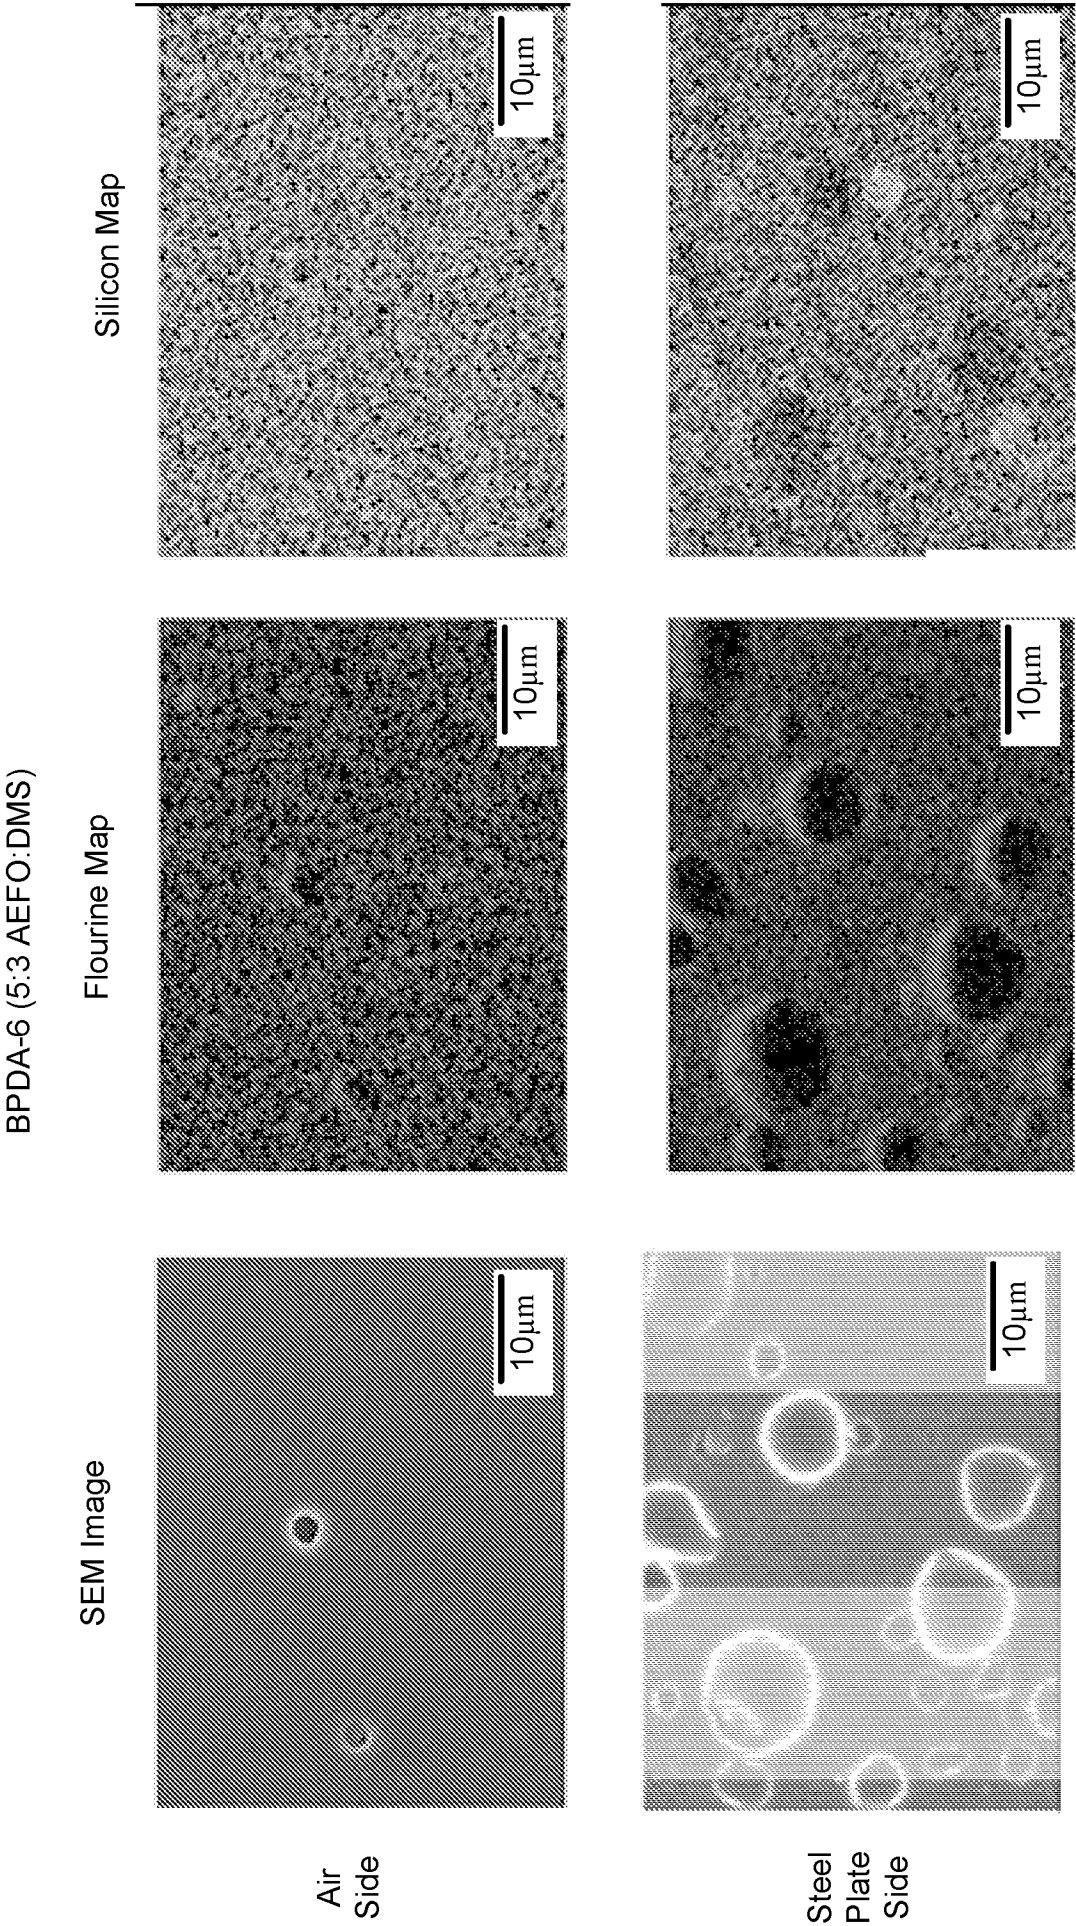 BPDA-6 (5:3 AEFO:DMS)
SEM Image
Flourine Map
Silicon Map
Air
Side
10μm
10μm
10μm
Steel
Plate
Side
10μm
10μm
10μm